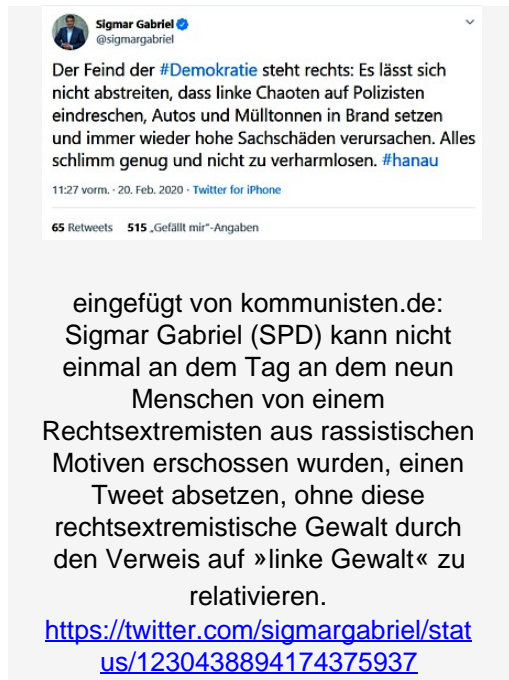 Sigmar Gabriel
@sigmargabriel
Der Feind der #Demokratie steht rechts: Es lässt sich
nicht abstreiten, dass linke Chaoten auf Polizisten
eindreschen, Autos und Mülltonnen in Brand setzen
und immer wieder hohe Sachschäden verursachen. Alles
schlimm genug und nicht zu verharmlosen. #hanau
11:27 vorm. · 20. Feb. 2020 · Twitter for iPhone
65 Retweets 515 „Gefällt mir"-Angaben
eingefügt von kommunisten.de:
Sigmar Gabriel (SPD) kann nicht
einmal an dem Tag an dem neun
Menschen von einem
Rechtsextremisten aus rassistischen
Motiven erschossen wurden, einen
Tweet absetzen, ohne diese
rechtsextremistische Gewalt durch
den Verweis auf »linke Gewalt« zu
relativieren.
https://twitter.com/sigmargabriel/stat
us/1230438894174375937